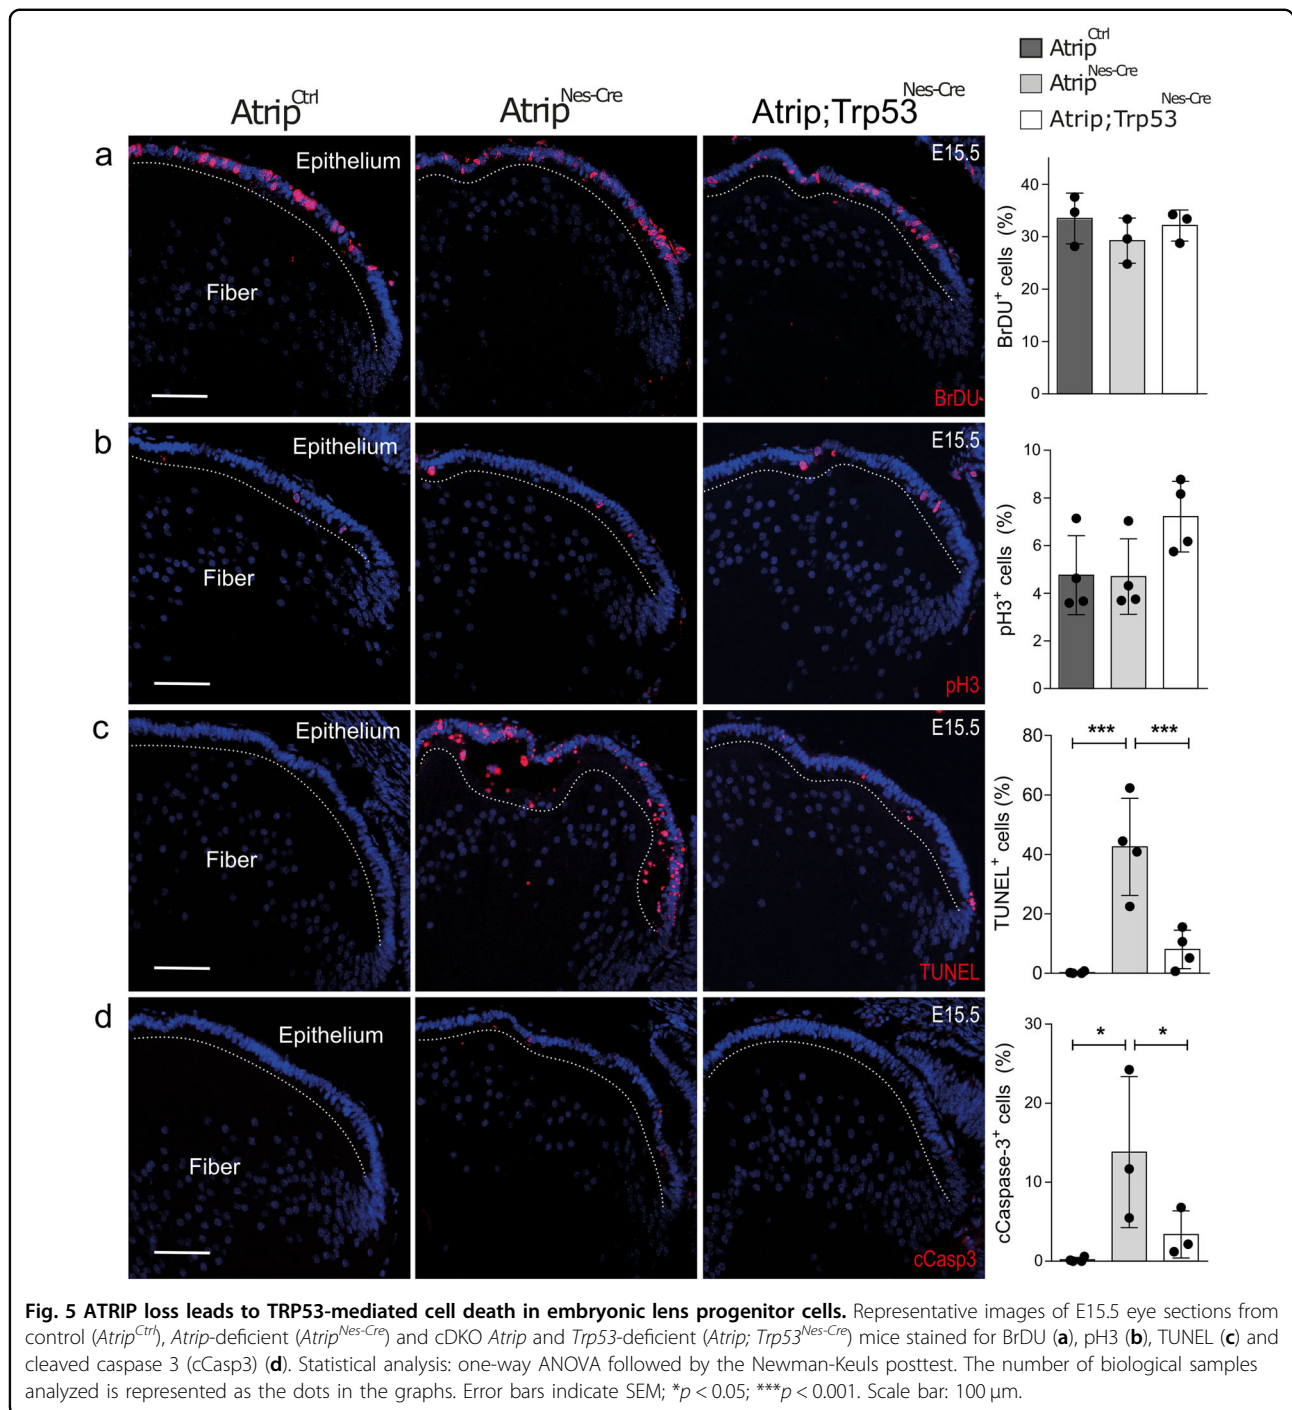 Atrip^Ctrl
Atrip^Nes-Cre
Atrip;Trp53^Nes-Cre
Atrip^Ctrl
Atrip^Nes-Cre
Atrip;Trp53^Nes-Cre
a
Epithelium
Fiber
E15.5
BrDU
BrDU⁺ cells (%)
40
30
20
10
0
b
Epithelium
Fiber
E15.5
pH3
pH3⁺ cells (%)
10
8
6
4
2
0
c
Epithelium
Fiber
E15.5
TUNEL
TUNEL⁺ cells (%)
80
60
40
20
0
*** ***
d
Epithelium
Fiber
E15.5
cCasp3
cCaspase-3⁺ cells (%)
30
20
10
0
* *
Fig. 5 ATRIP loss leads to TRP53-mediated cell death in embryonic lens progenitor cells. Representative images of E15.5 eye sections from
control (Atrip^Ctrl), Atrip-deficient (Atrip^Nes-Cre) and cDKO Atrip and Trp53-deficient (Atrip; Trp53^Nes-Cre) mice stained for BrDU (a), pH3 (b), TUNEL (c) and
cleaved caspase 3 (cCasp3) (d). Statistical analysis: one-way ANOVA followed by the Newman-Keuls posttest. The number of biological samples
analyzed is represented as the dots in the graphs. Error bars indicate SEM; *p < 0.05; ***p < 0.001. Scale bar: 100 μm.